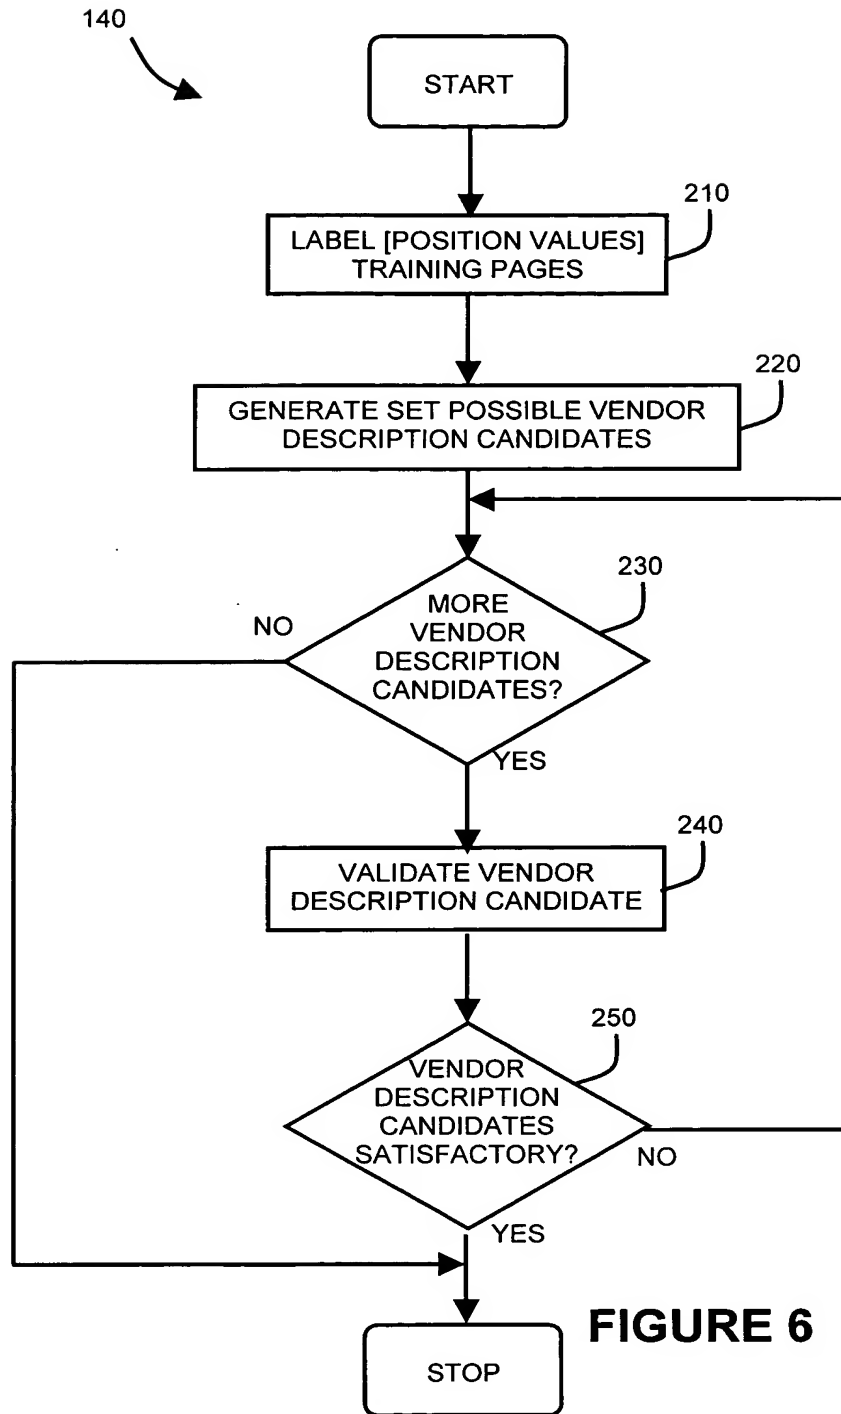 140
START
210
LABEL [POSITION VALUES]
TRAINING PAGES
220
GENERATE SET POSSIBLE VENDOR
DESCRIPTION CANDIDATES
230
MORE
VENDOR
DESCRIPTION
CANDIDATES?
NO
YES
240
VALIDATE VENDOR
DESCRIPTION CANDIDATE
250
VENDOR
DESCRIPTION
CANDIDATES
SATISFACTORY?
NO
YES
FIGURE 6
STOP